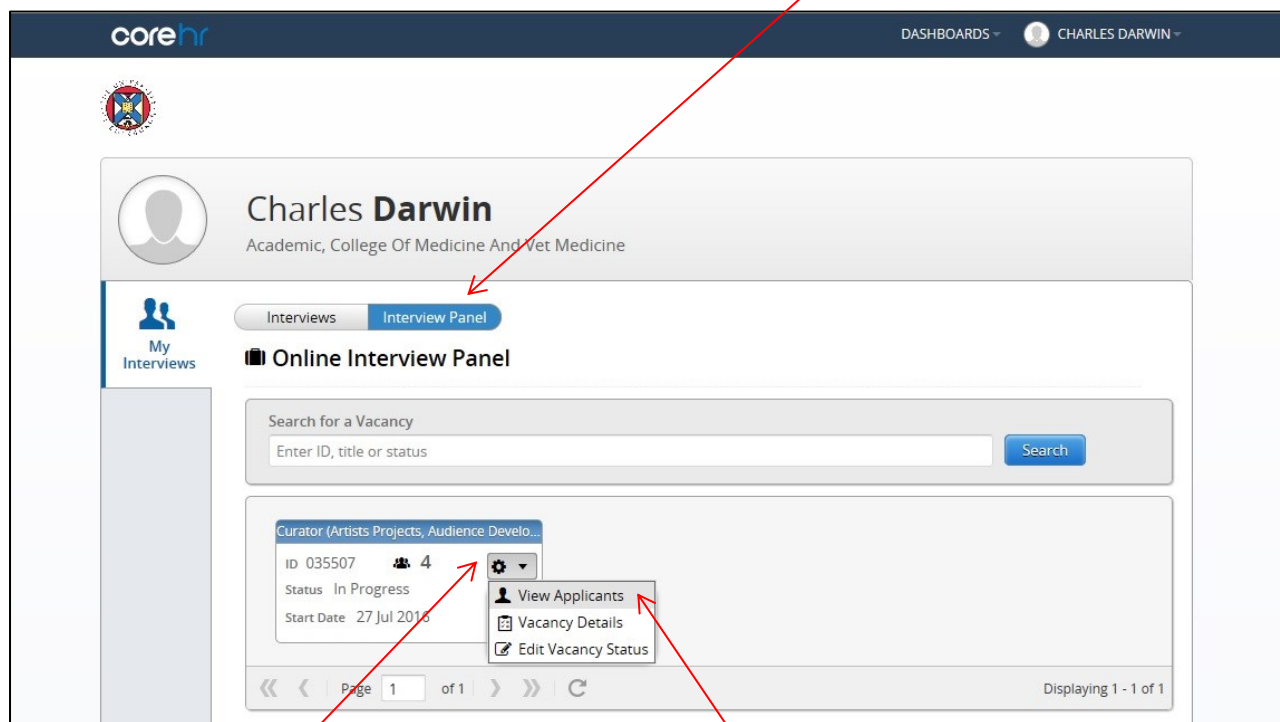 corehr
DASHBOARDS
CHARLES DARWIN
Charles Darwin
Academic, College Of Medicine And Vet Medicine
My
Interviews
Interviews
Interview Panel
Online Interview Panel
Search for a Vacancy
Enter ID, title or status
Search
Curator (Artists Projects, Audience Develo...
ID 035507
4
Status In Progress
Start Date 27 Jul 2016
View Applicants
Vacancy Details
Edit Vacancy Status
Page 1 of 1
Displaying 1 - 1 of 1